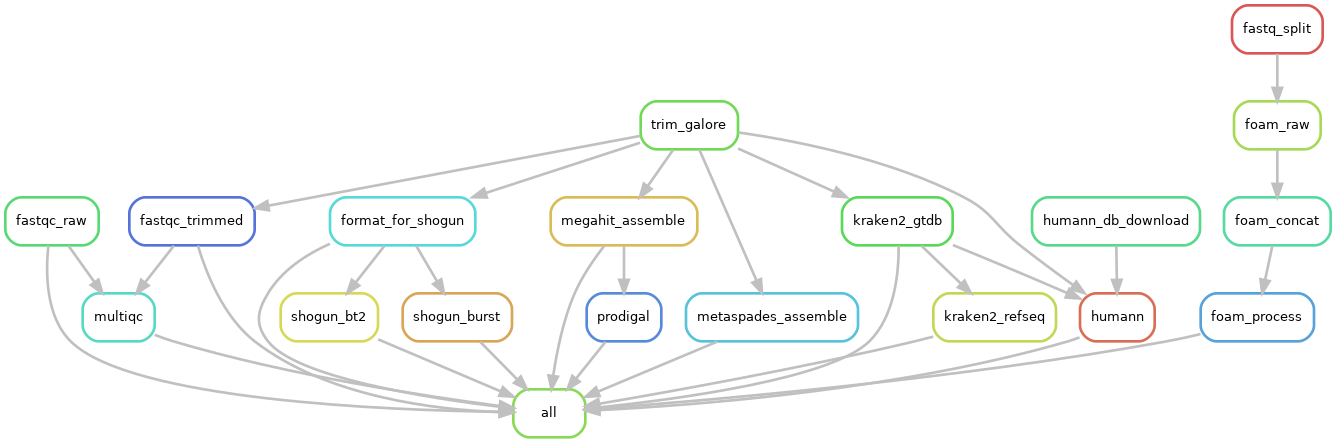 fastq_split
trim_galore
foam_raw
fastqc_raw
fastqc_trimmed
format_for_shogun
megahit_assemble
kraken2_gtdb
humann_db_download
foam_concat
multiqc
shogun_bt2
shogun_burst
prodigal
metaspades_assemble
kraken2_refseq
humann
foam_process
all